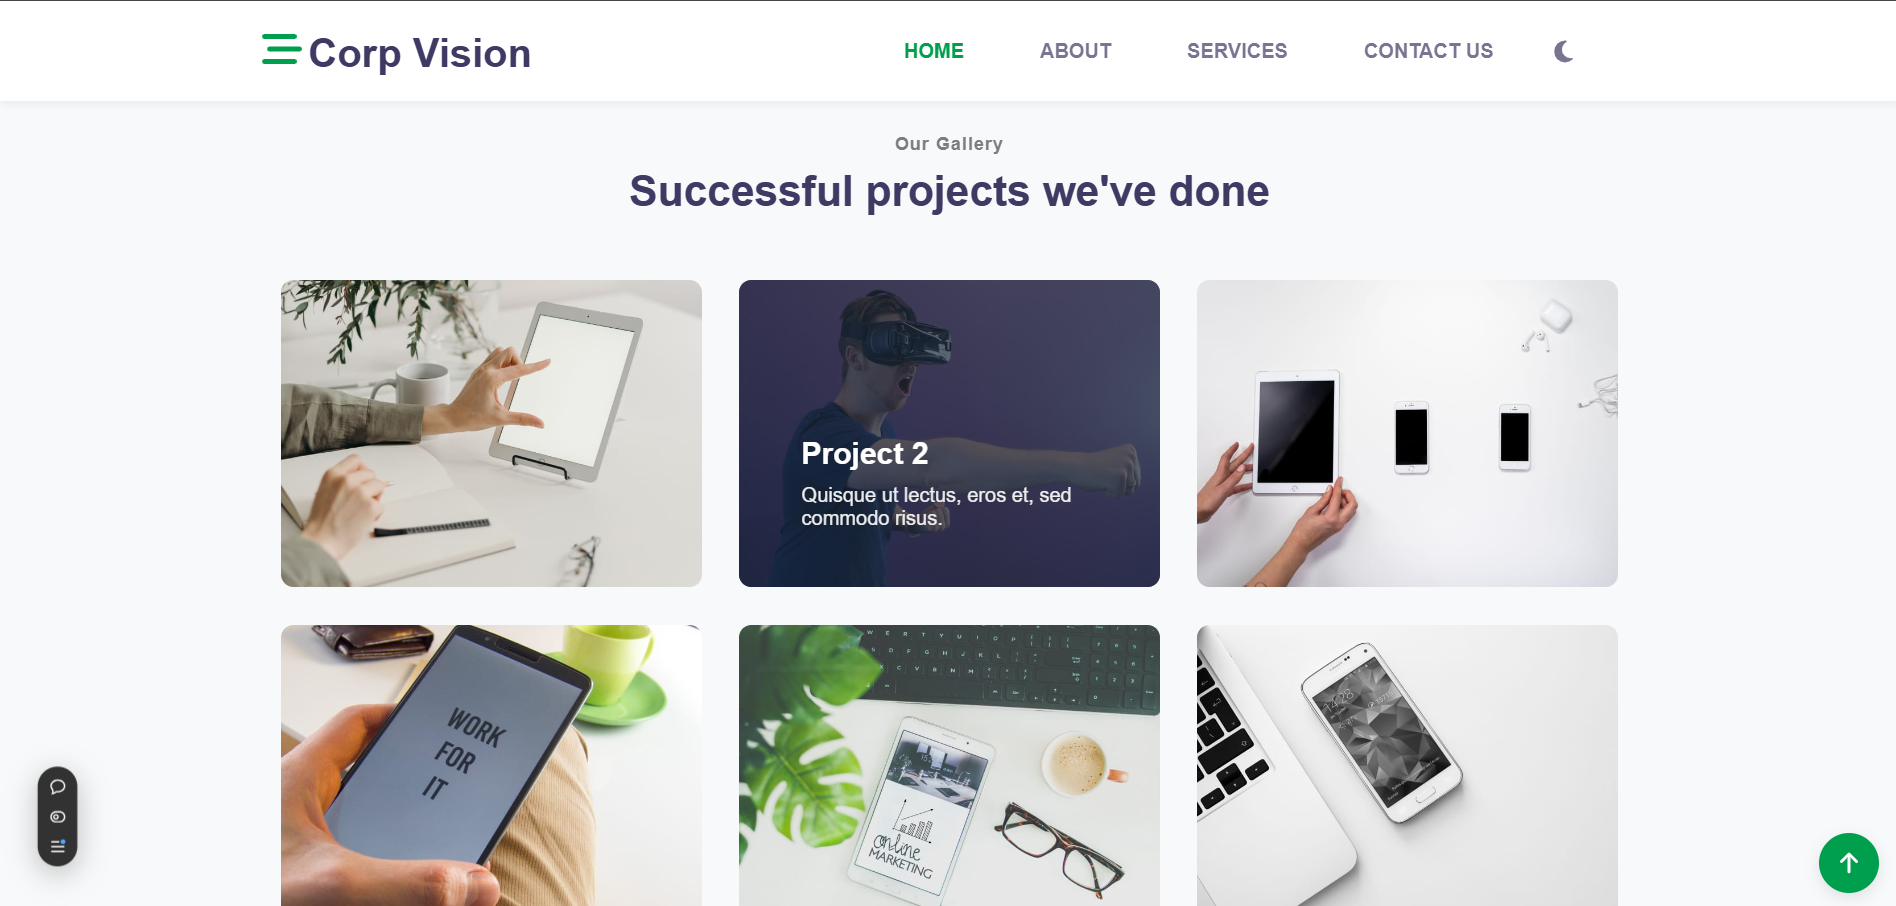 Corp Vision
HOME
ABOUT
SERVICES
CONTACT US
Our Gallery
Successful projects we've done
Project 2
Quisque ut lectus, eros et, sed
commodo risus.
WORK
FOR
IT
online
MARKETING